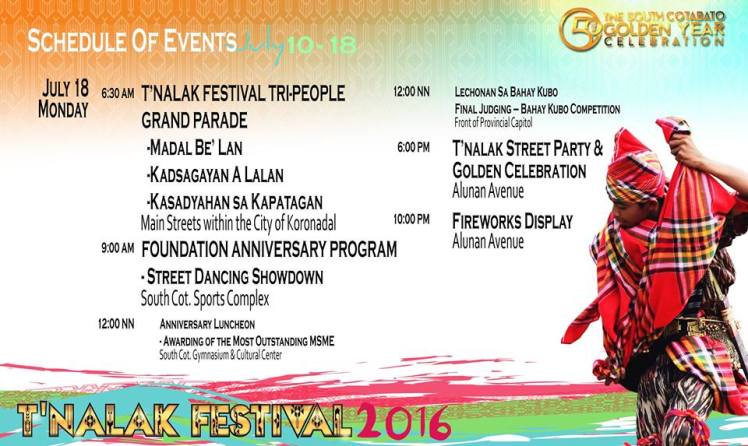 SCHEDULE OF EVENTS July 10-18
50 THE SOUTH COTABATO
GOLDEN YEAR
CELEBRATION
JULY 18
MONDAY
6:30 AM T'NALAK FESTIVAL TRI-PEOPLE
GRAND PARADE
-MADAL BE' LAN
-KADSAGAYAN A LALAN
-KASADYAHAN SA KAPATAGAN
Main Streets within the City of Koronadal
9:00 AM FOUNDATION ANNIVERSARY PROGRAM
- STREET DANCING SHOWDOWN
South Cot. Sports Complex
12:00 NN ANNIVERSARY LUNCHEON
- AWARDING OF THE MOST OUTSTANDING MSME
South Cot. Gymnasium & Cultural Center
12:00 NN LECHONAN SA BAHAY KUBO
FINAL JUDGING – BAHAY KUBO COMPETITION
Front of Provincial Capitol
6:00 PM T'NALAK STREET PARTY &
GOLDEN CELEBRATION
Alunan Avenue
10:00 PM FIREWORKS DISPLAY
Alunan Avenue
T'NALAK FESTIVAL 2016